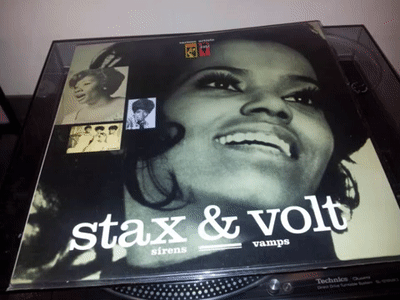 stax & volt
sirens vamps
Technics